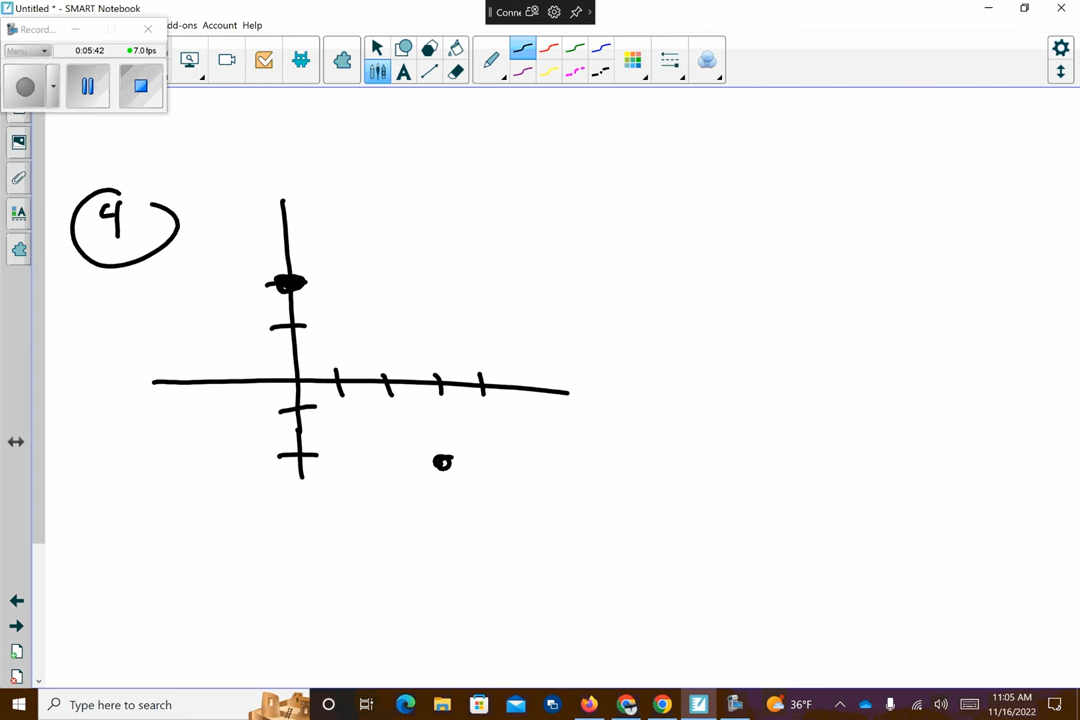 Untitled * - SMART Notebook
Conne
Record...
dd-ons Account Help
Menu
0:05:42
7.0 fps
4
Type here to search
36°F
11:05 AM
11/16/2022